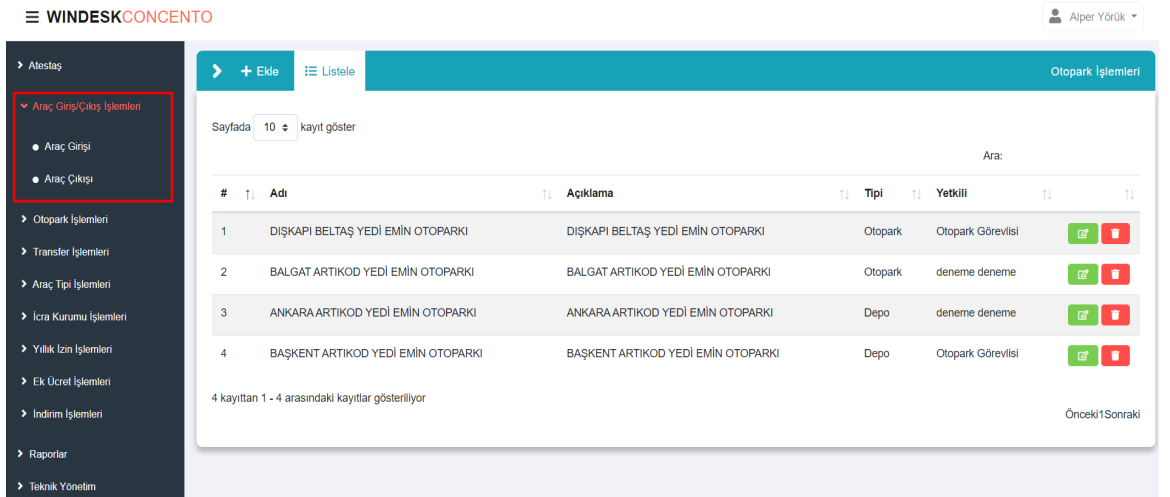 WINDESKCONCENTO
Alper Yörük
Atestaş
Araç Giriş/Çıkış İşlemleri
Araç Girişi
Araç Çıkışı
Otopark İşlemleri
Transfer İşlemleri
Araç Tipi İşlemleri
İcra Kurumu İşlemleri
Yıllık İzin İşlemleri
Ek Ücret İşlemleri
İndirim İşlemleri
Raporlar
Teknik Yönetim
+ Ekle Listele Otopark İşlemleri
Sayfada 10 kayıt göster
Ara:
# Adı Açıklama Tipi Yetkili
1 DIŞKAPI BELTAŞ YEDİ EMİN OTOPARKI DIŞKAPI BELTAŞ YEDİ EMİN OTOPARKI Otopark Otopark Görevlisi
2 BALGAT ARTIKOD YEDİ EMİN OTOPARKI BALGAT ARTIKOD YEDİ EMİN OTOPARKI Otopark deneme deneme
3 ANKARA ARTIKOD YEDİ EMİN OTOPARKI ANKARA ARTIKOD YEDİ EMİN OTOPARKI Depo deneme deneme
4 BAŞKENT ARTIKOD YEDİ EMİN OTOPARKI BAŞKENT ARTIKOD YEDİ EMİN OTOPARKI Depo Otopark Görevlisi
4 kayıttan 1 - 4 arasındaki kayıtlar gösteriliyor
Önceki1Sonraki